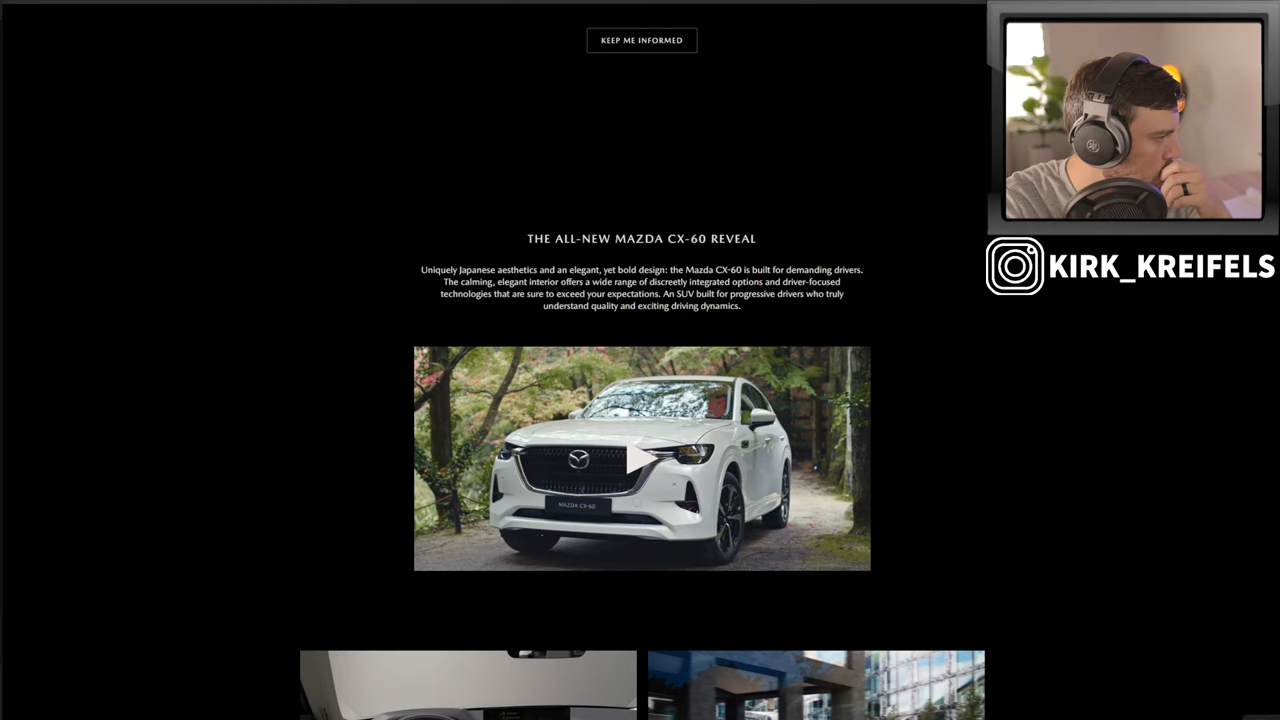 KEEP ME INFORMED
KIRK_KREIFELS
THE ALL-NEW MAZDA CX-60 REVEAL
Uniquely Japanese aesthetics and an elegant, yet bold design: the Mazda CX-60 is built for demanding drivers.
The calming, elegant interior offers a wide range of discreetly integrated options and driver-focused
technologies that are sure to exceed your expectations. An SUV built for progressive drivers who truly
understand quality and exciting driving dynamics.
MAZDA CX-60